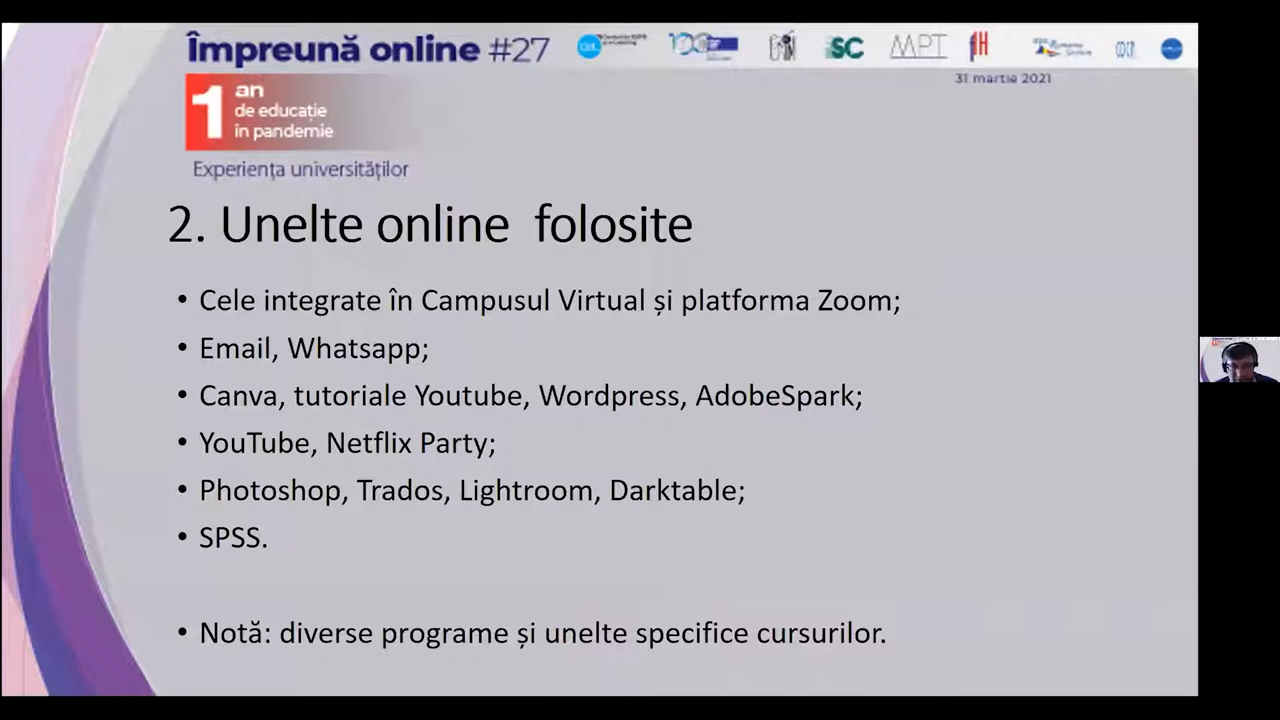 Împreună online #27
SC
MPT
31 martie 2021
1 an
de educație
în pandemie
Experiența universităților
2. Unelte online folosite
• Cele integrate în Campusul Virtual și platforma Zoom;
• Email, Whatsapp;
• Canva, tutoriale Youtube, Wordpress, AdobeSpark;
• YouTube, Netflix Party;
• Photoshop, Trados, Lightroom, Darktable;
• SPSS.
• Notă: diverse programe și unelte specifice cursurilor.